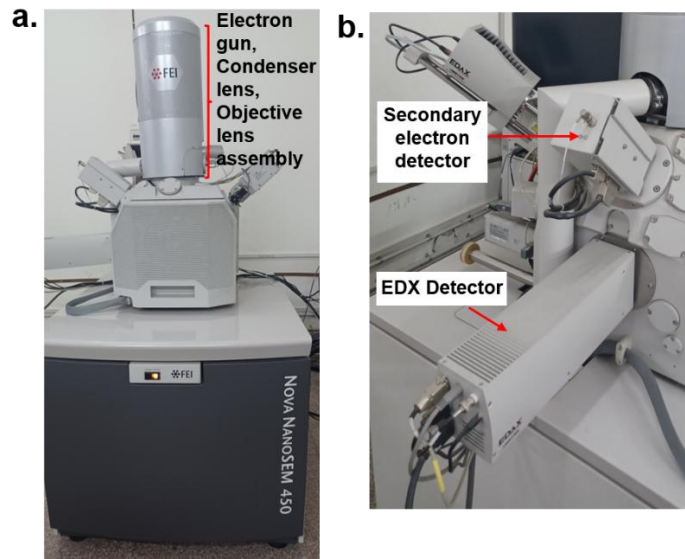 a.
Electron
gun,
Condenser
lens,
Objective
lens
assembly
FEI
FEI
NOVA NANOSEM 450
b.
EDAX
Secondary
electron
detector
EDX Detector
EDAX